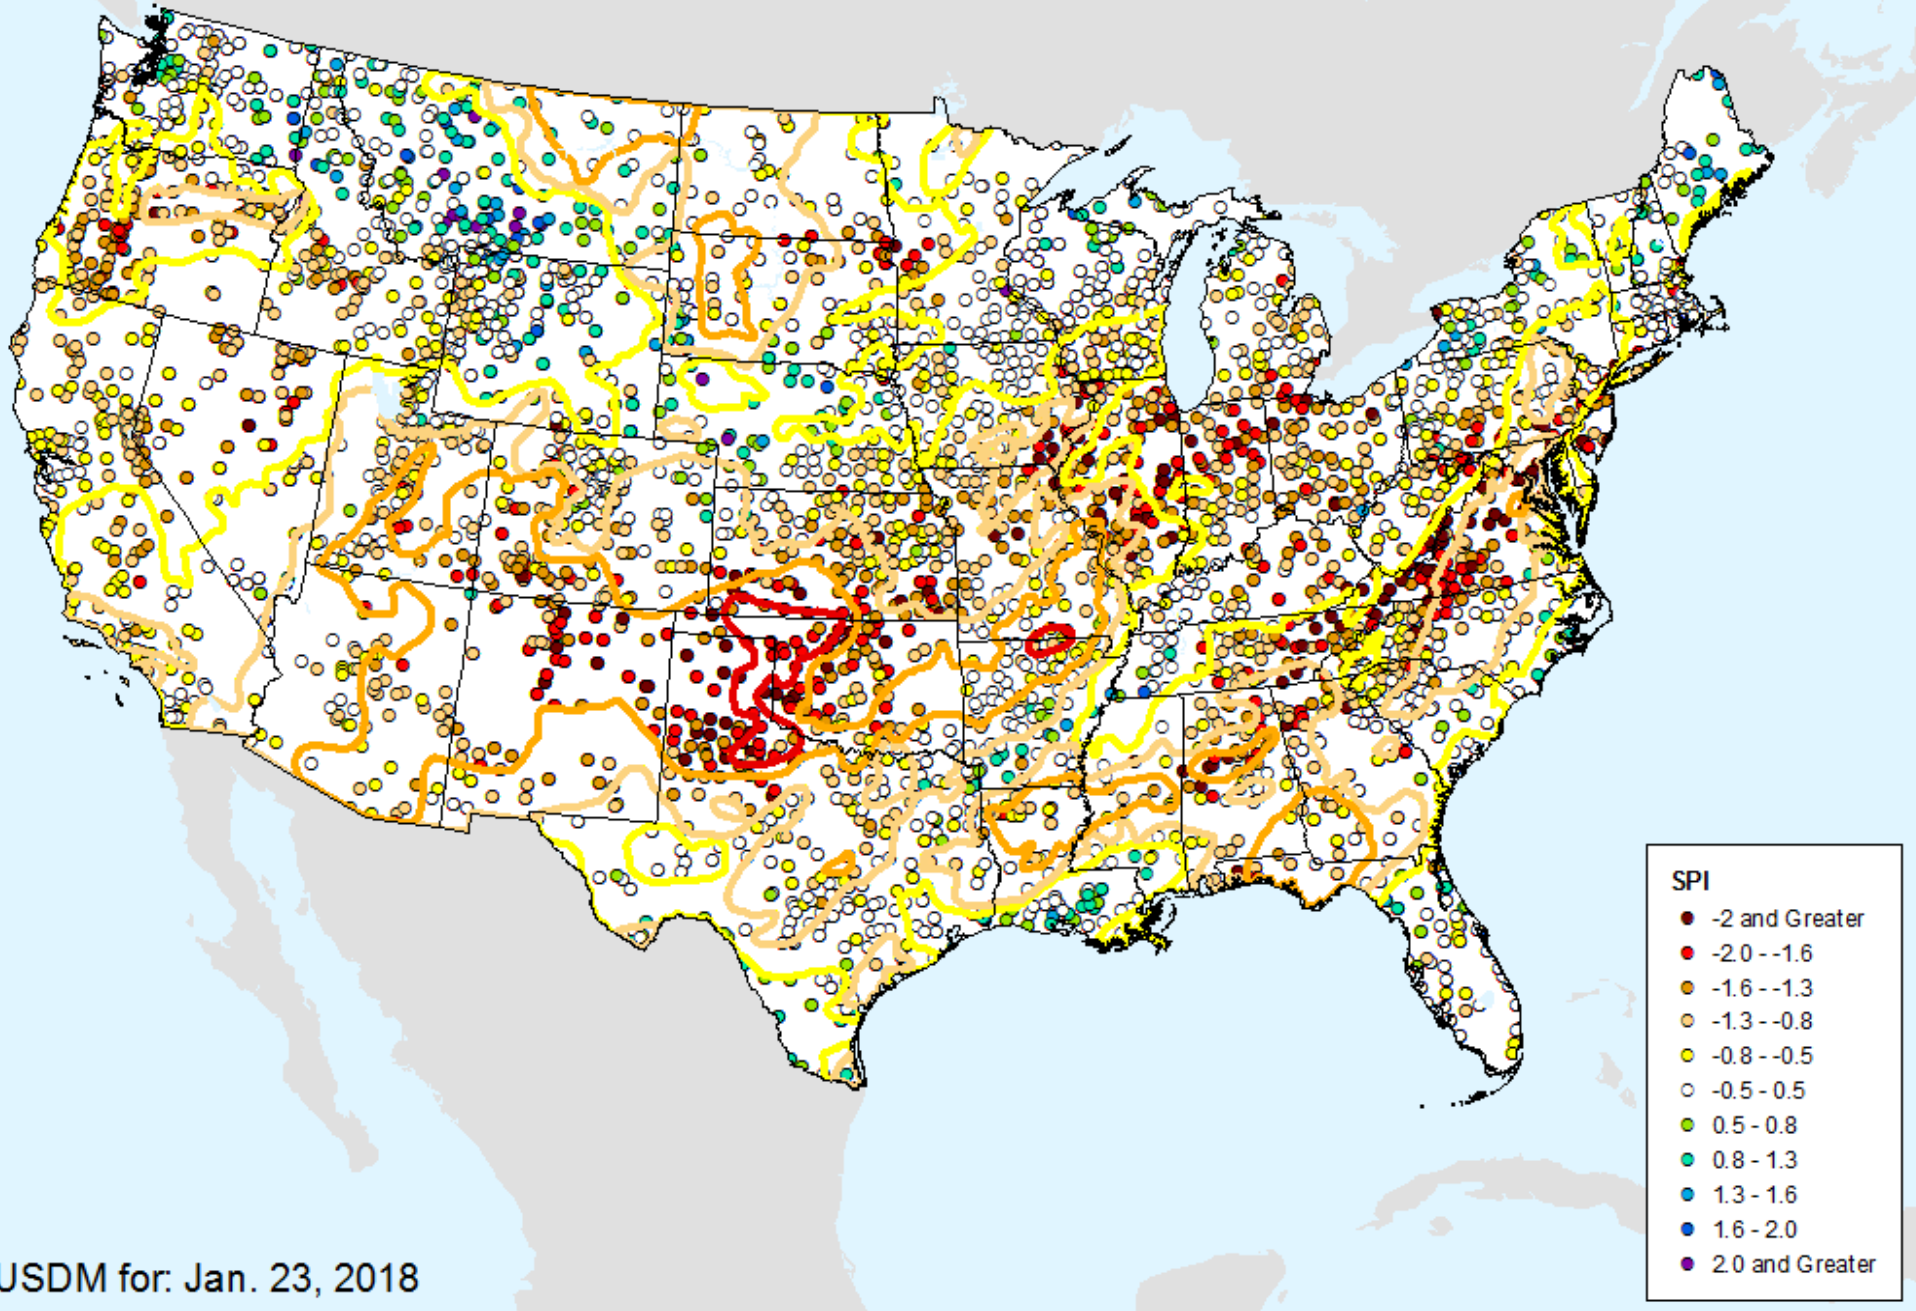 SPI
-2 and Greater
-2.0 - -1.6
-1.6 - -1.3
-1.3 - -0.8
-0.8 - -0.5
-0.5 - 0.5
0.5 - 0.8
0.8 - 1.3
1.3 - 1.6
1.6 - 2.0
2.0 and Greater
USDM for: Jan. 23, 2018